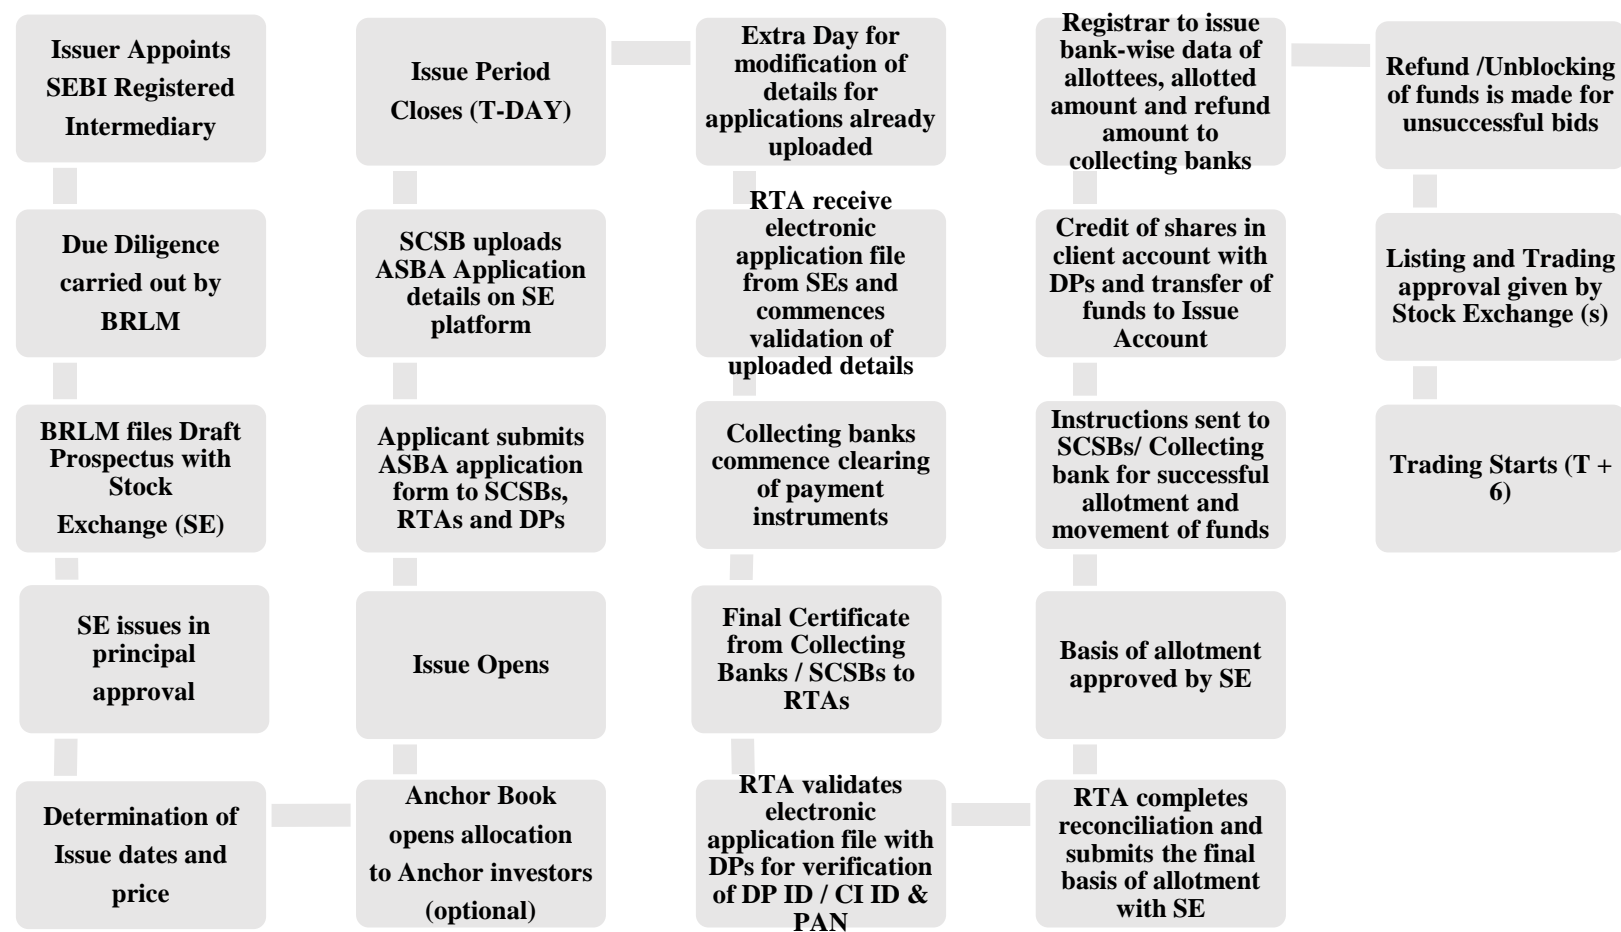 Issuer Appoints
SEBI Registered
Intermediary
Due Diligence
carried out by
BRLM
BRLM files Draft
Prospectus with
Stock
Exchange (SE)
SE issues in
principal
approval
Determination of
Issue dates and
price
Anchor Book
opens allocation
to Anchor investors
(optional)
Issue Opens
Applicant submits
ASBA application
form to SCSBs,
RTAs and DPs
SCSB uploads
ASBA Application
details on SE
platform
Issue Period
Closes (T-DAY)
Extra Day for
modification of
details for
applications already
uploaded
RTA receive
electronic
application file
from SEs and
commences
validation of
uploaded details
Collecting banks
commence clearing
of payment
instruments
Final Certificate
from Collecting
Banks / SCSBs to
RTAs
RTA validates
electronic
application file with
DPs for verification
of DP ID / CI ID &
PAN
RTA completes
reconciliation and
submits the final
basis of allotment
with SE
Basis of allotment
approved by SE
Instructions sent to
SCSBs/ Collecting
bank for successful
allotment and
movement of funds
Credit of shares in
client account with
DPs and transfer of
funds to Issue
Account
Registrar to issue
bank-wise data of
allottees, allotted
amount and refund
amount to
collecting banks
Refund /Unblocking
of funds is made for
unsuccessful bids
Listing and Trading
approval given by
Stock Exchange (s)
Trading Starts (T +
6)